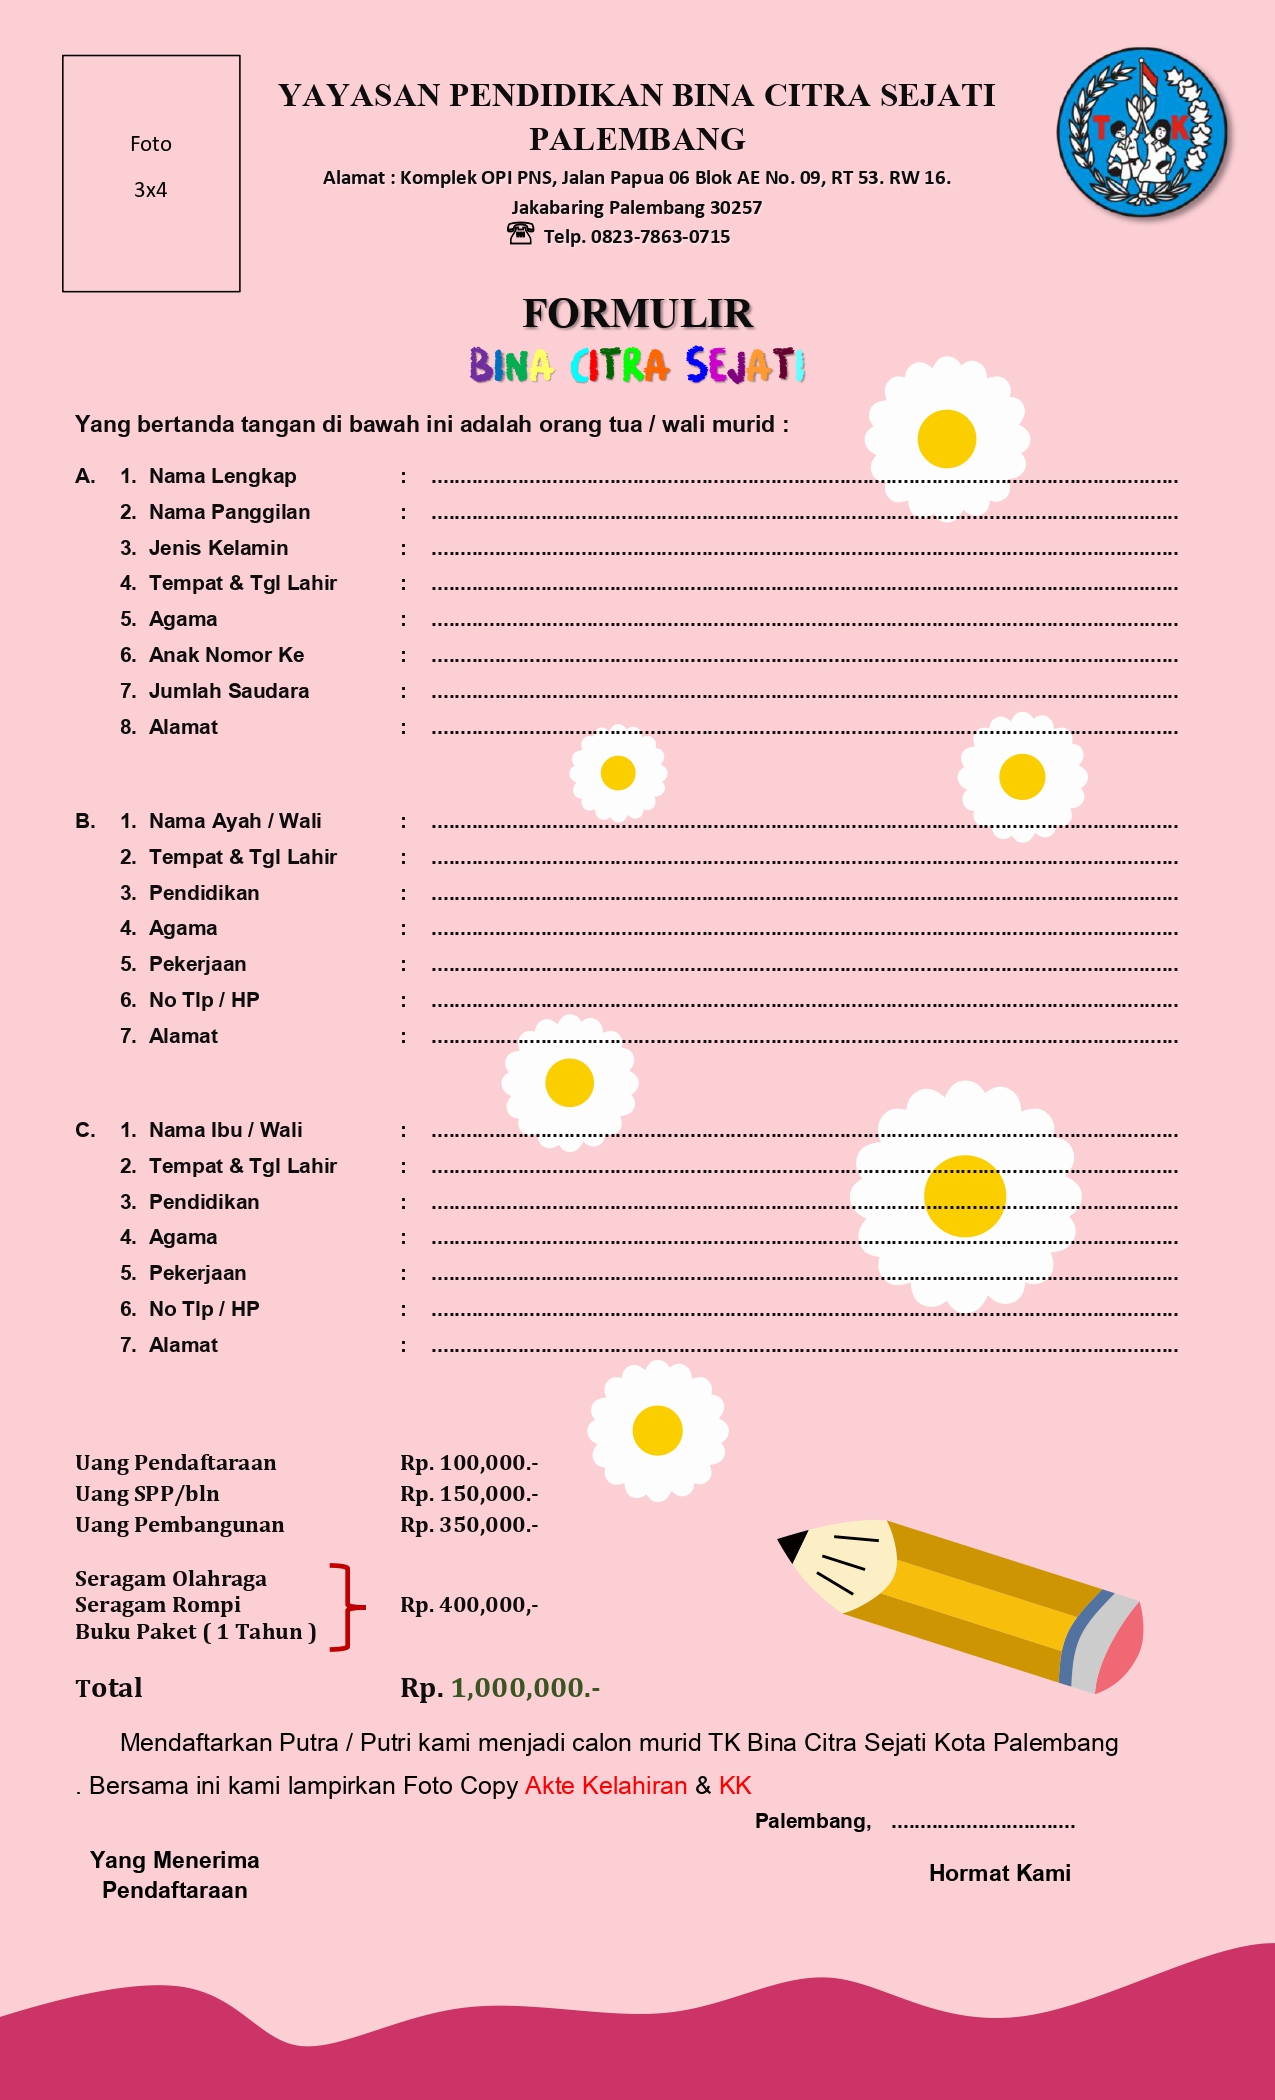 Foto
3x4
YAYASAN PENDIDIKAN BINA CITRA SEJATI
PALEMBANG
Alamat : Komplek OPI PNS, Jalan Papua 06 Blok AE No. 09, RT 53. RW 16.
Jakabaring Palembang 30257
☎ Telp. 0823-7863-0715
T K
FORMULIR
BINA CITRA SEJATI
Yang bertanda tangan di bawah ini adalah orang tua / wali murid :
A. 1. Nama Lengkap : ....................
2. Nama Panggilan : ....................
3. Jenis Kelamin : ....................
4. Tempat & Tgl Lahir : ....................
5. Agama : ....................
6. Anak Nomor Ke : ....................
7. Jumlah Saudara : ....................
8. Alamat : ....................
B. 1. Nama Ayah / Wali : ....................
2. Tempat & Tgl Lahir : ....................
3. Pendidikan : ....................
4. Agama : ....................
5. Pekerjaan : ....................
6. No Tlp / HP : ....................
7. Alamat : ....................
C. 1. Nama Ibu / Wali : ....................
2. Tempat & Tgl Lahir : ....................
3. Pendidikan : ....................
4. Agama : ....................
5. Pekerjaan : ....................
6. No Tlp / HP : ....................
7. Alamat : ....................
Uang Pendaftaraan Rp. 100,000.-
Uang SPP/bln Rp. 150,000.-
Uang Pembangunan Rp. 350,000.-
Seragam Olahraga
Seragam Rompi Rp. 400,000,-
Buku Paket ( 1 Tahun )
Total Rp. 1,000,000.-
Mendaftarkan Putra / Putri kami menjadi calon murid TK Bina Citra Sejati Kota Palembang
. Bersama ini kami lampirkan Foto Copy Akte Kelahiran & KK
Palembang, ................................
Yang Menerima
Pendaftaraan
Hormat Kami